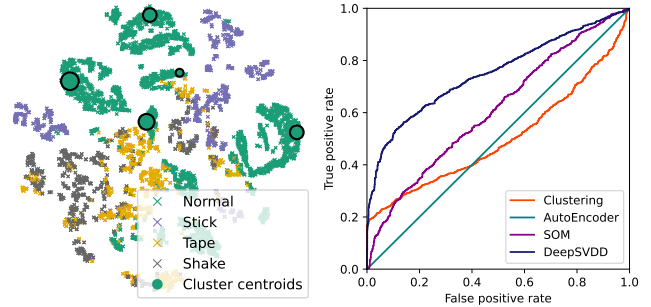 Normal
Stick
Tape
Shake
Cluster centroids
True positive rate
1.0
0.8
0.6
0.4
0.2
0.0
Clustering
AutoEncoder
SOM
DeepSVDD
0.0 0.2 0.4 0.6 0.8 1.0
False positive rate